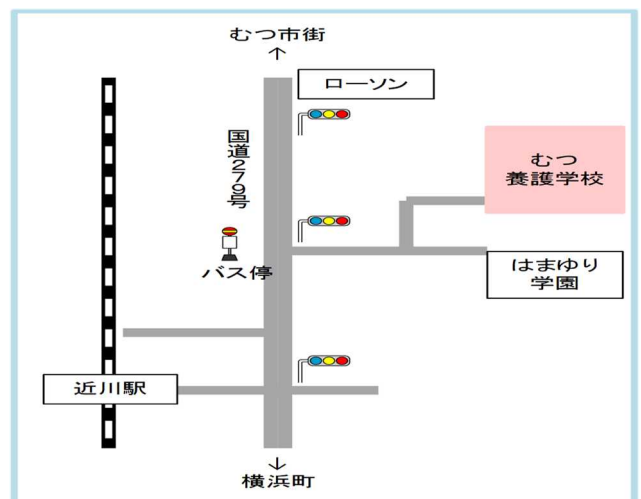 むつ市街
↑
ローソン
国道279号
むつ
養護学校
バス停
はまゆり
学園
近川駅
↓
横浜町